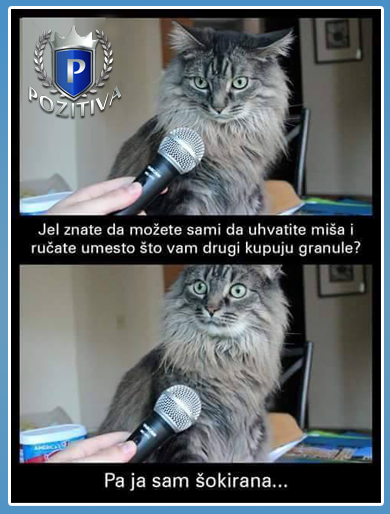 P
POZITIVA
Jel znate da možete sami da uhvatite miša i
ručate umesto što vam drugi kupuju granule?
AMERICA'S
Pa ja sam šokirana...